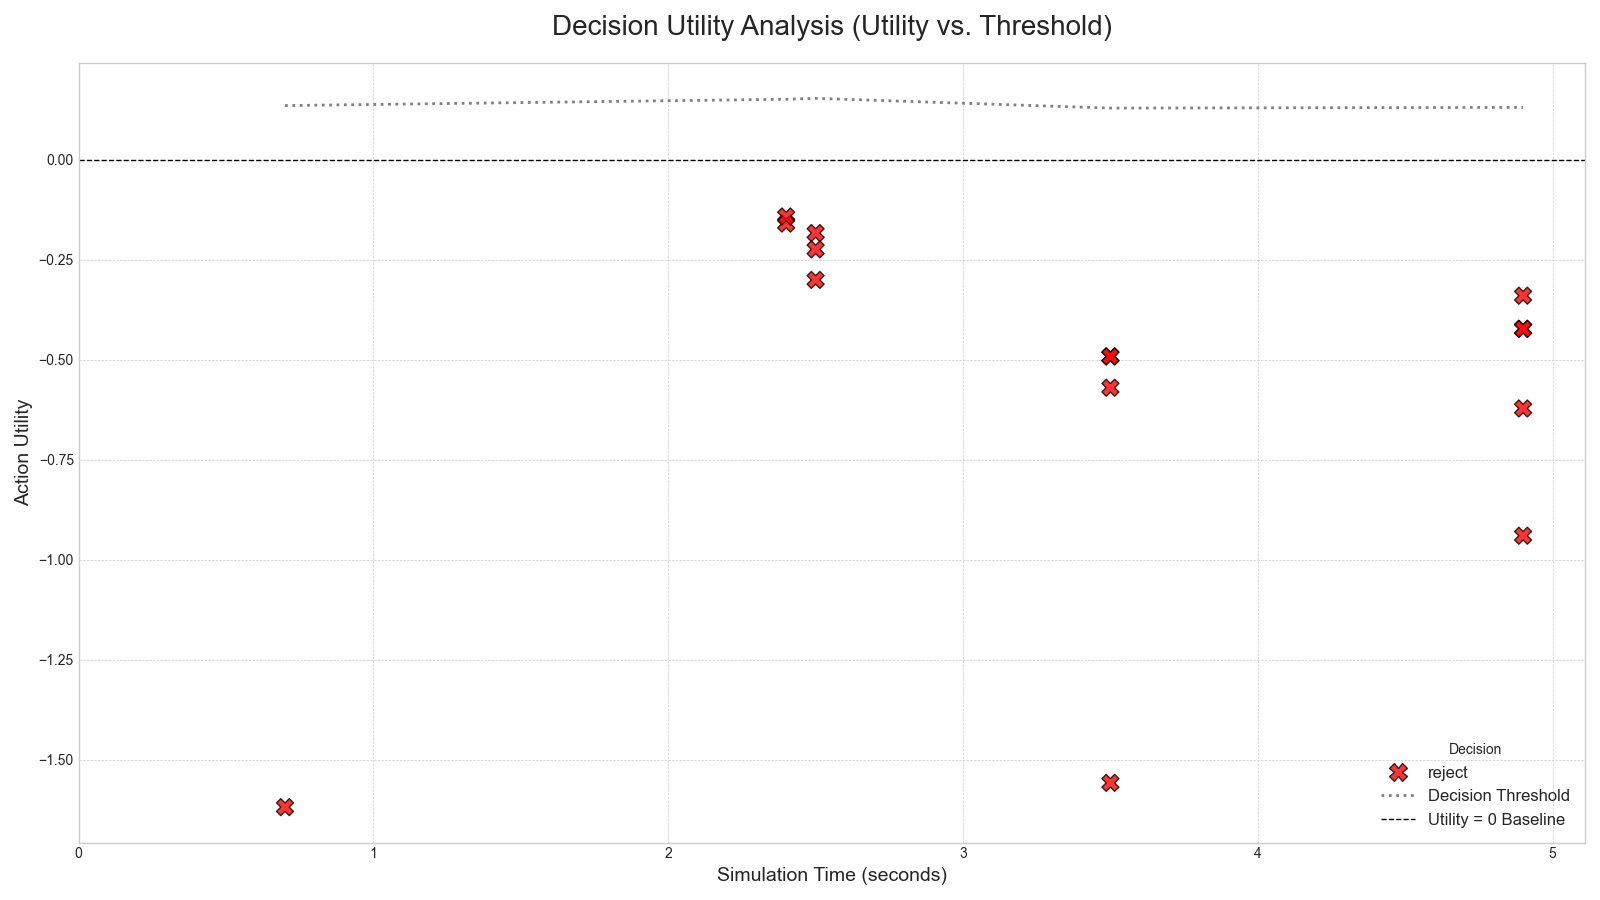 Decision Utility Analysis (Utility vs. Threshold)
0.00
−0.25
−0.50
−0.75
−1.00
−1.25
−1.50
Action Utility
0
1
2
3
4
5
Simulation Time (seconds)
Decision
reject
Decision Threshold
Utility = 0 Baseline